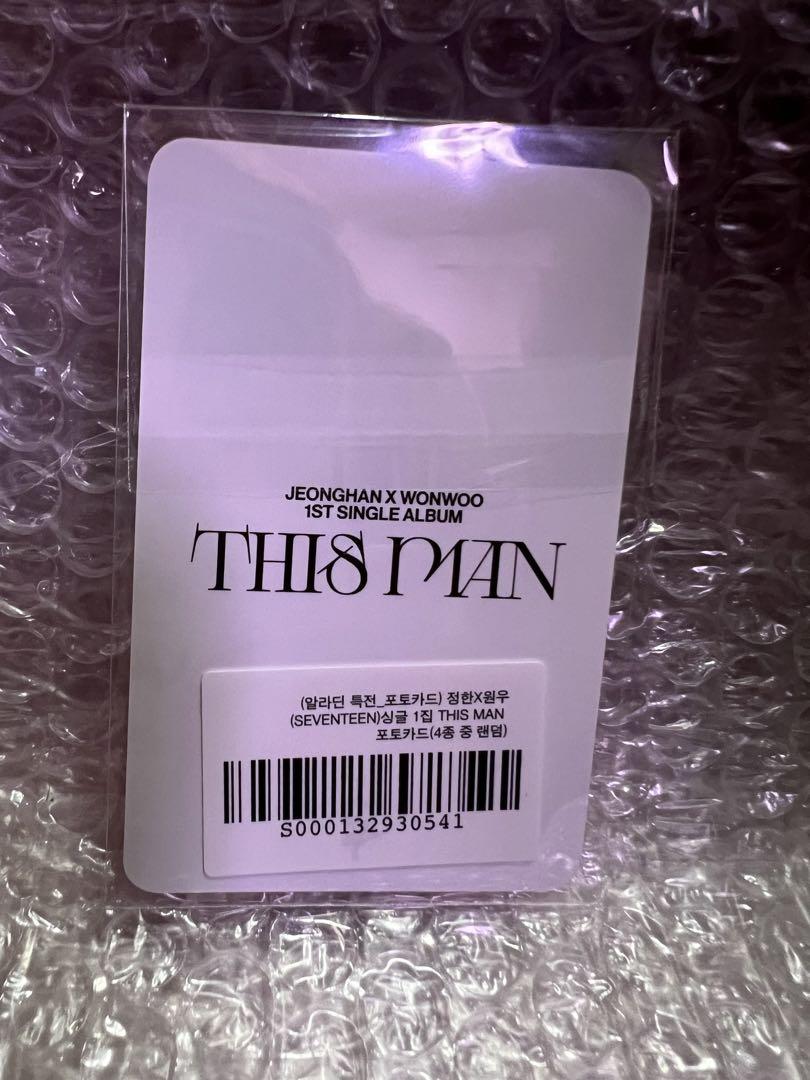 JEONGHAN X WONWOO
1ST SINGLE ALBUM
THIS MAN
(알라딘 특전_포토카드) 정한X원우
(SEVENTEEN)싱글 1집 THIS MAN
포토카드(4종 중 랜덤)
S000132930541